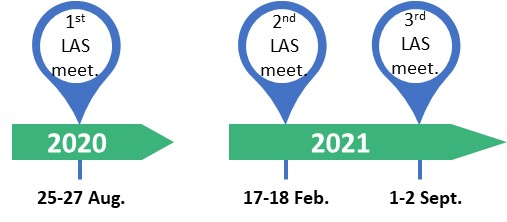 1st
LAS
meet.
2nd
LAS
meet.
3rd
LAS
meet.
2020
2021
25-27 Aug.
17-18 Feb.
1-2 Sept.